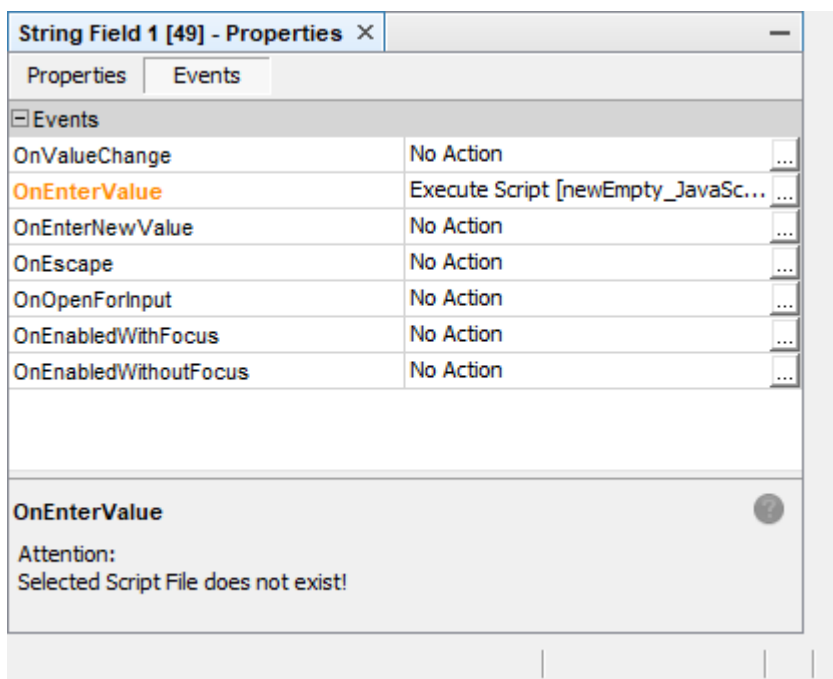 String Field 1 [49] - Properties ×
Properties Events
Events
OnValueChange No Action ...
OnEnterValue Execute Script [newEmpty_JavaSc... ...
OnEnterNewValue No Action ...
OnEscape No Action ...
OnOpenForInput No Action ...
OnEnabledWithFocus No Action ...
OnEnabledWithoutFocus No Action ...
OnEnterValue ?
Attention:
Selected Script File does not exist!